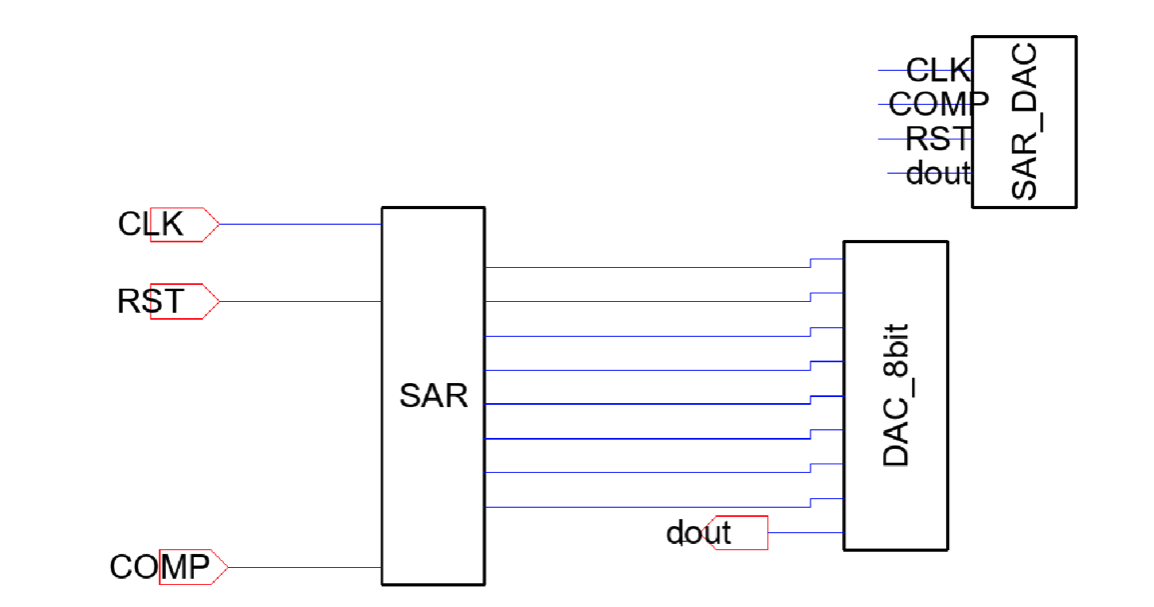 CLK
COMP
RST
dout
SAR_DAC
CLK
RST
COMP
SAR
DAC_8bit
dout